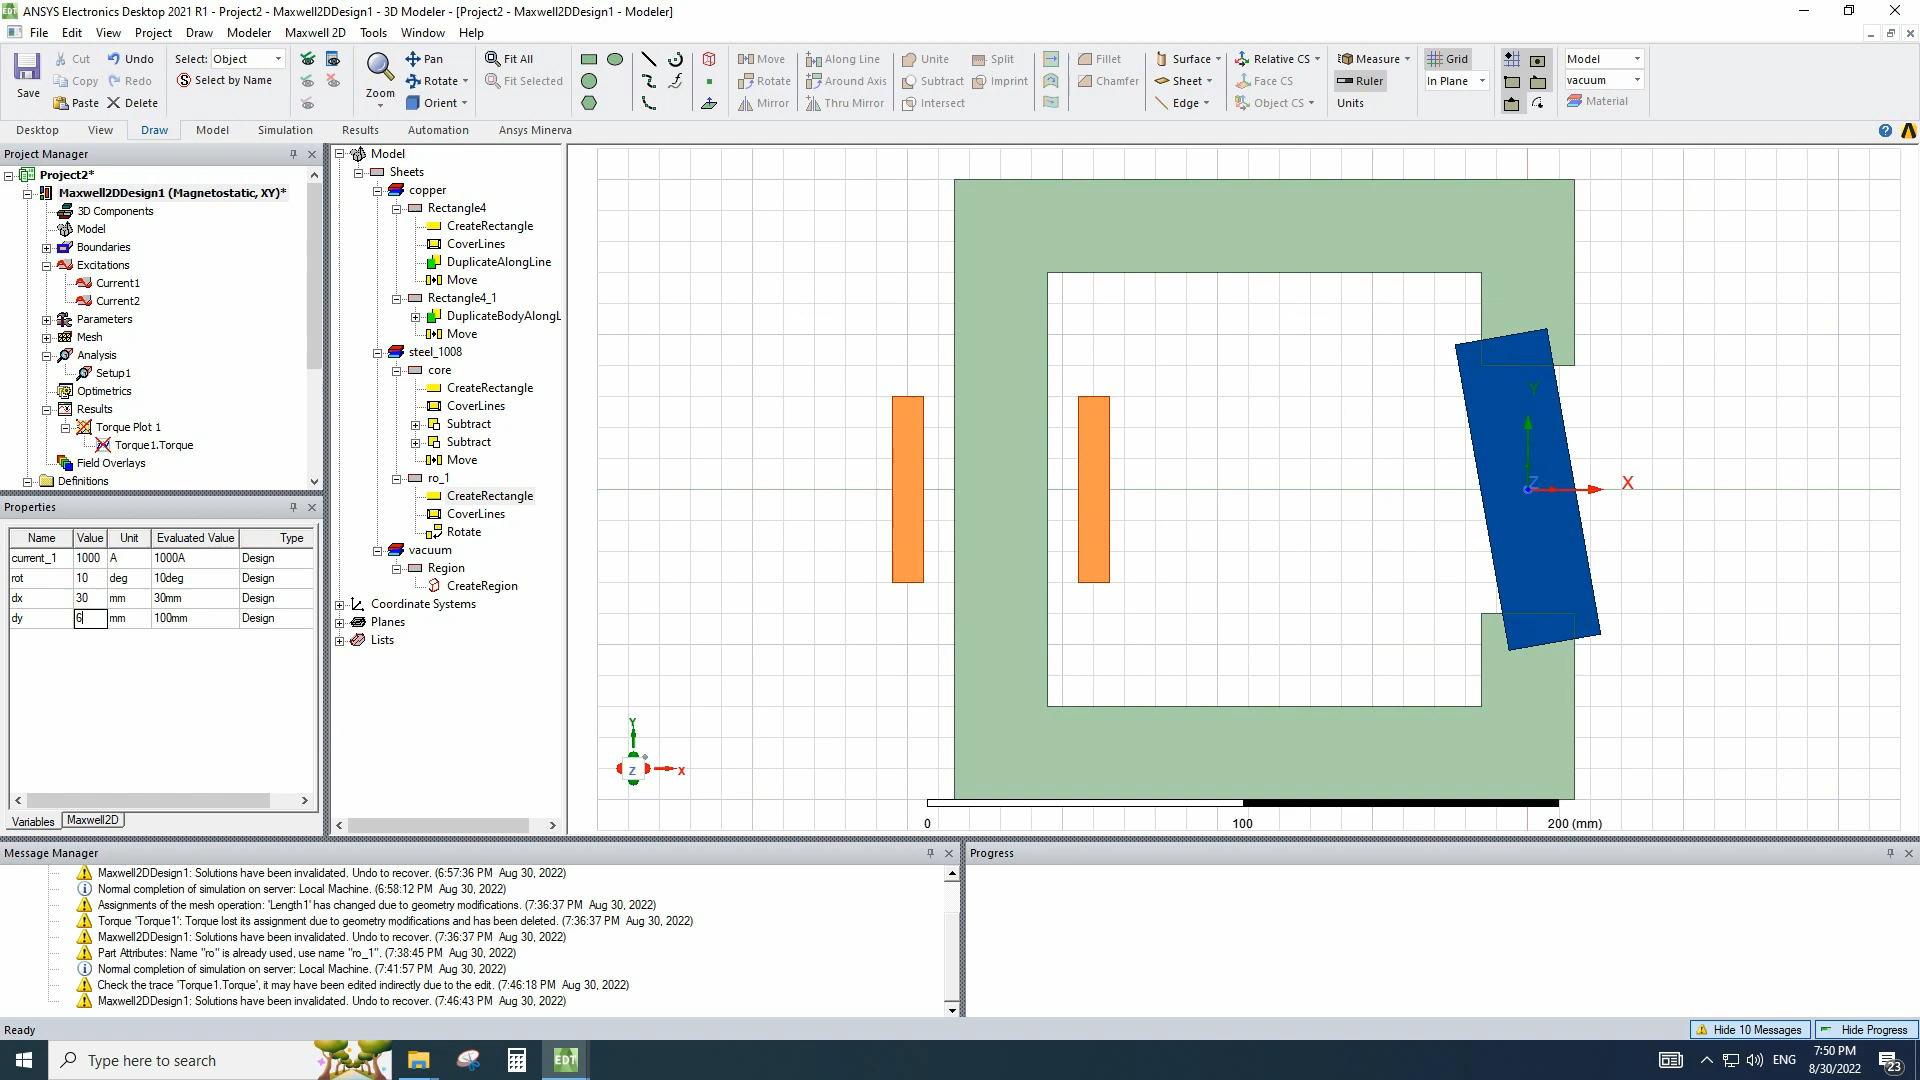 ANSYS Electronics Desktop 2021 R1 - Project2 - Maxwell2DDesign1 - 3D Modeler - [Project2 - Maxwell2DDesign1 - Modeler]
File Edit View Project Draw Modeler Maxwell 2D Tools Window Help
Save Cut Undo Copy Redo Paste Delete
Select: Object
Select by Name
Zoom Pan Rotate Orient Fit All Fit Selected
Move Along Line Unite Split Fillet Surface Relative CS Measure Grid Model
Rotate Around Axis Subtract Imprint Chamfer Sheet Face CS Ruler In Plane vacuum
Mirror Thru Mirror Intersect Edge Object CS Units Material
Desktop View Draw Model Simulation Results Automation Ansys Minerva
Project Manager
Project2*
Maxwell2DDesign1 (Magnetostatic, XY)*
3D Components
Model
Boundaries
Excitations
Current1
Current2
Parameters
Mesh
Analysis
Setup1
Optimetrics
Results
Torque Plot 1
Torque1.Torque
Field Overlays
Definitions
Properties
Name Value Unit Evaluated Value Type
current_1 1000 A 1000A Design
rot 10 deg 10deg Design
dx 30 mm 30mm Design
dy 6 mm 100mm Design
Variables Maxwell2D
Model
Sheets
copper
Rectangle4
CreateRectangle
CoverLines
DuplicateAlongLine
Move
Rectangle4_1
DuplicateBodyAlongL
Move
steel_1008
core
CreateRectangle
CoverLines
Subtract
Subtract
Move
ro_1
CreateRectangle
CoverLines
Rotate
vacuum
Region
CreateRegion
Coordinate Systems
Planes
Lists
Y
Z
X
Y
Z
X
0 100 200 (mm)
Message Manager
Maxwell2DDesign1: Solutions have been invalidated. Undo to recover. (6:57:36 PM Aug 30, 2022)
Normal completion of simulation on server: Local Machine. (6:58:12 PM Aug 30, 2022)
Assignments of the mesh operation: 'Length1' has changed due to geometry modifications. (7:36:37 PM Aug 30, 2022)
Torque 'Torque1': Torque lost its assignment due to geometry modifications and has been deleted. (7:36:37 PM Aug 30, 2022)
Maxwell2DDesign1: Solutions have been invalidated. Undo to recover. (7:36:37 PM Aug 30, 2022)
Part Attributes: Name "ro" is already used, use name "ro_1". (7:38:45 PM Aug 30, 2022)
Normal completion of simulation on server: Local Machine. (7:41:57 PM Aug 30, 2022)
Check the trace 'Torque1.Torque', it may have been edited indirectly due to the edit. (7:46:18 PM Aug 30, 2022)
Maxwell2DDesign1: Solutions have been invalidated. Undo to recover. (7:46:43 PM Aug 30, 2022)
Progress
Ready
Hide 10 Messages Hide Progress
Type here to search
EDT
ENG
7:50 PM
8/30/2022
23